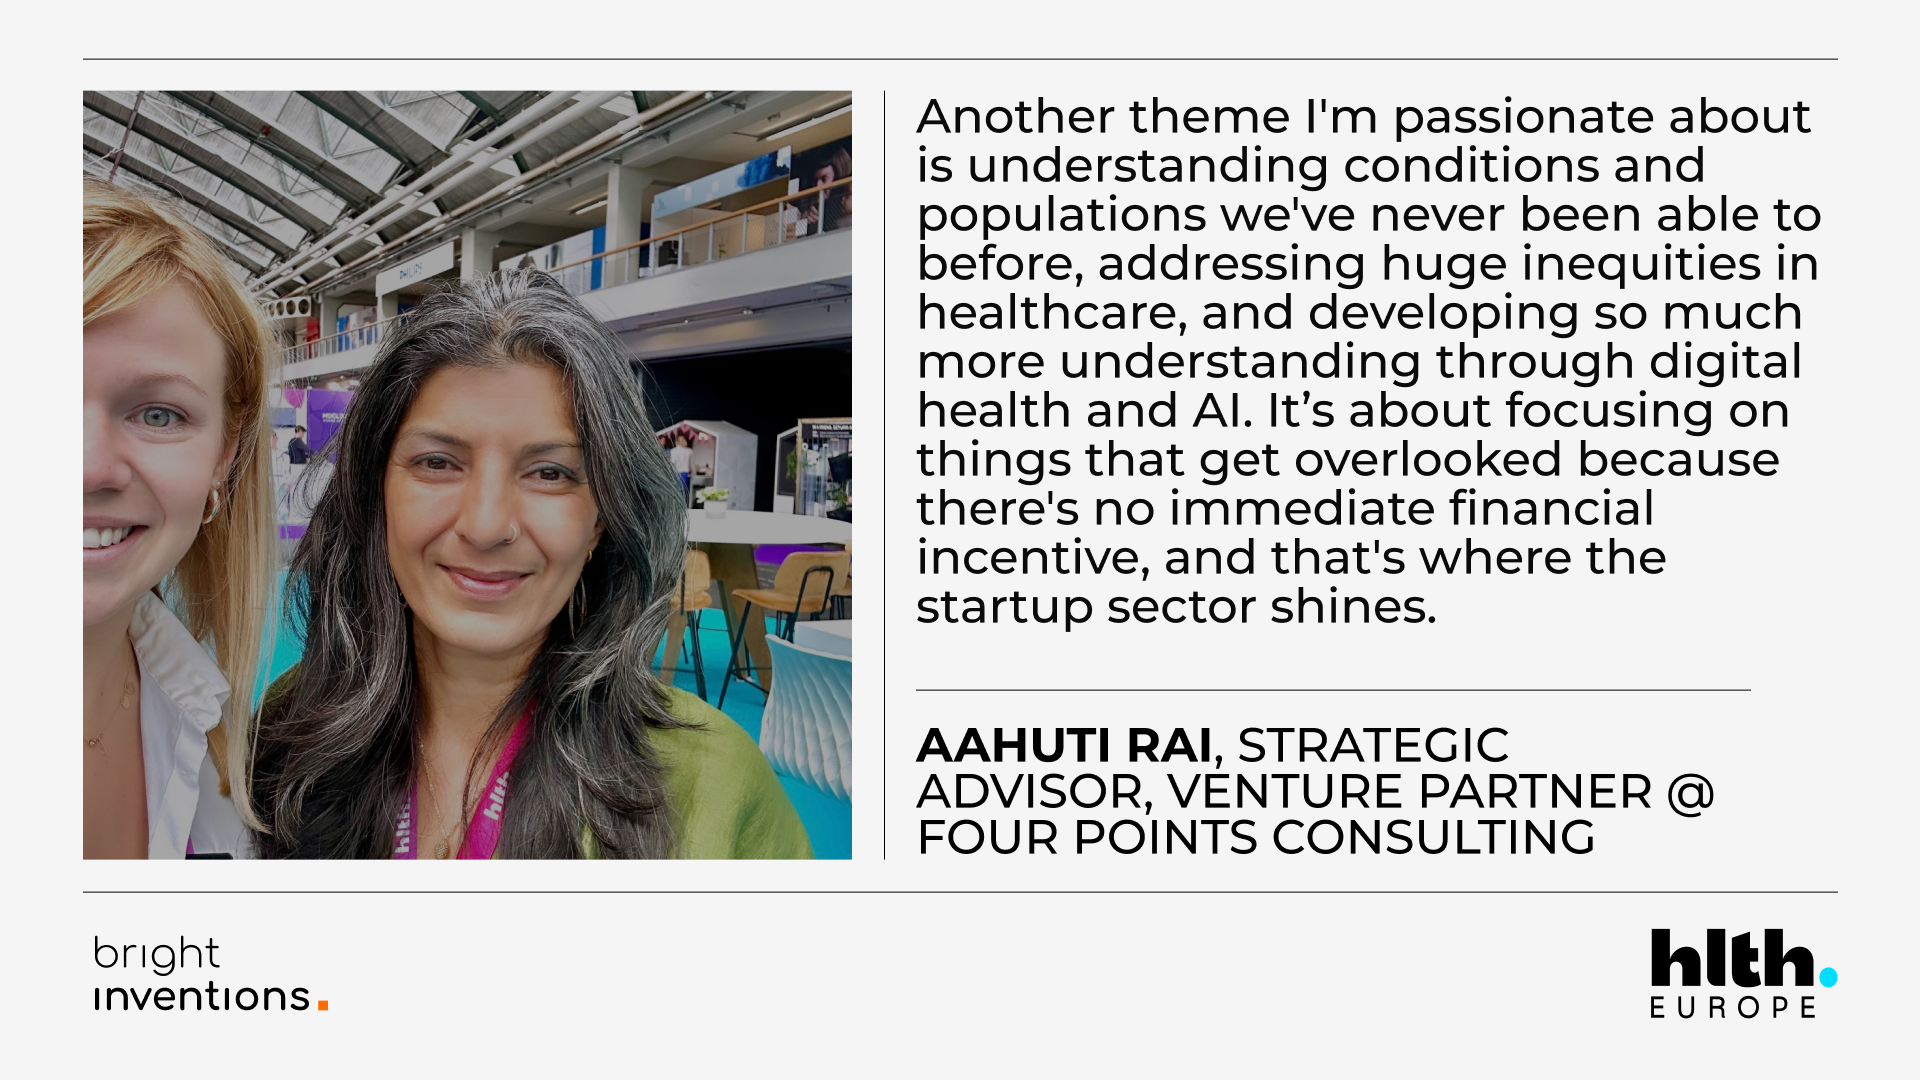 Another theme I'm passionate about
is understanding conditions and
populations we've never been able to
before, addressing huge inequities in
healthcare, and developing so much
more understanding through digital
health and AI. It’s about focusing on
things that get overlooked because
there's no immediate financial
incentive, and that's where the
startup sector shines.
AAHUTI RAI, STRATEGIC
ADVISOR, VENTURE PARTNER @
FOUR POINTS CONSULTING
PHILIPS
hlth
hlth
bright
inventions.
hlth.
EUROPE